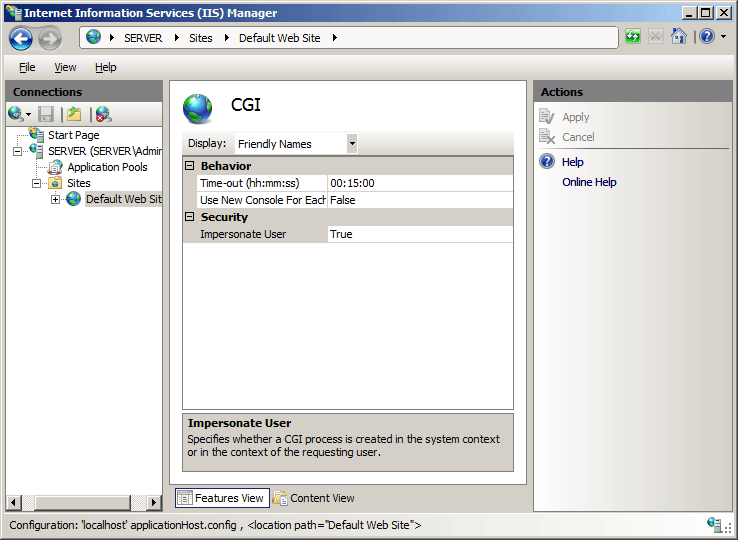 Internet Information Services (IIS) Manager
SERVER Sites Default Web Site
File View Help
Connections
Start Page
SERVER (SERVER\Admir
Application Pools
Sites
Default Web Sit
CGI
Display: Friendly Names
Behavior
Time-out (hh:mm:ss) 00:15:00
Use New Console For Each False
Security
Impersonate User True
Impersonate User
Specifies whether a CGI process is created in the system context
or in the context of the requesting user.
Features View Content View
Actions
Apply
Cancel
Help
Online Help
Configuration: 'localhost' applicationHost.config , <location path="Default Web Site">